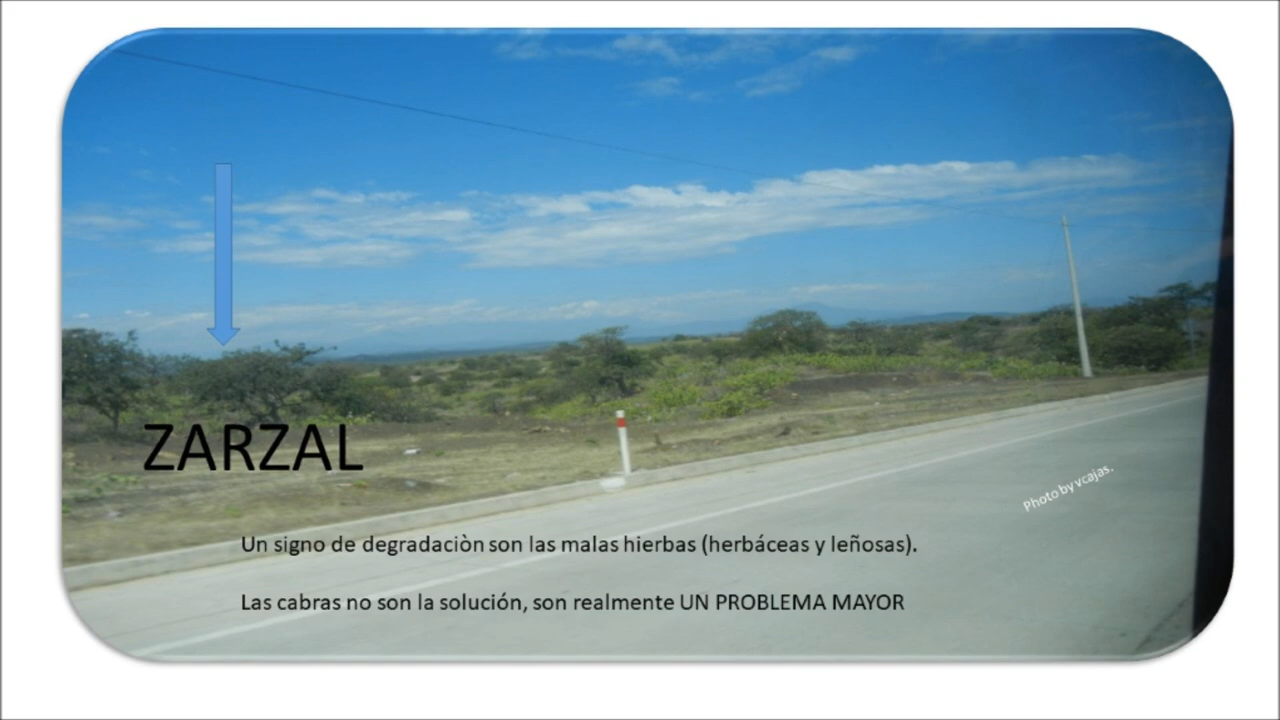 ZARZAL
Photo by vcajas.
Un signo de degradaciòn son las malas hierbas (herbáceas y leñosas).
Las cabras no son la solución, son realmente UN PROBLEMA MAYOR